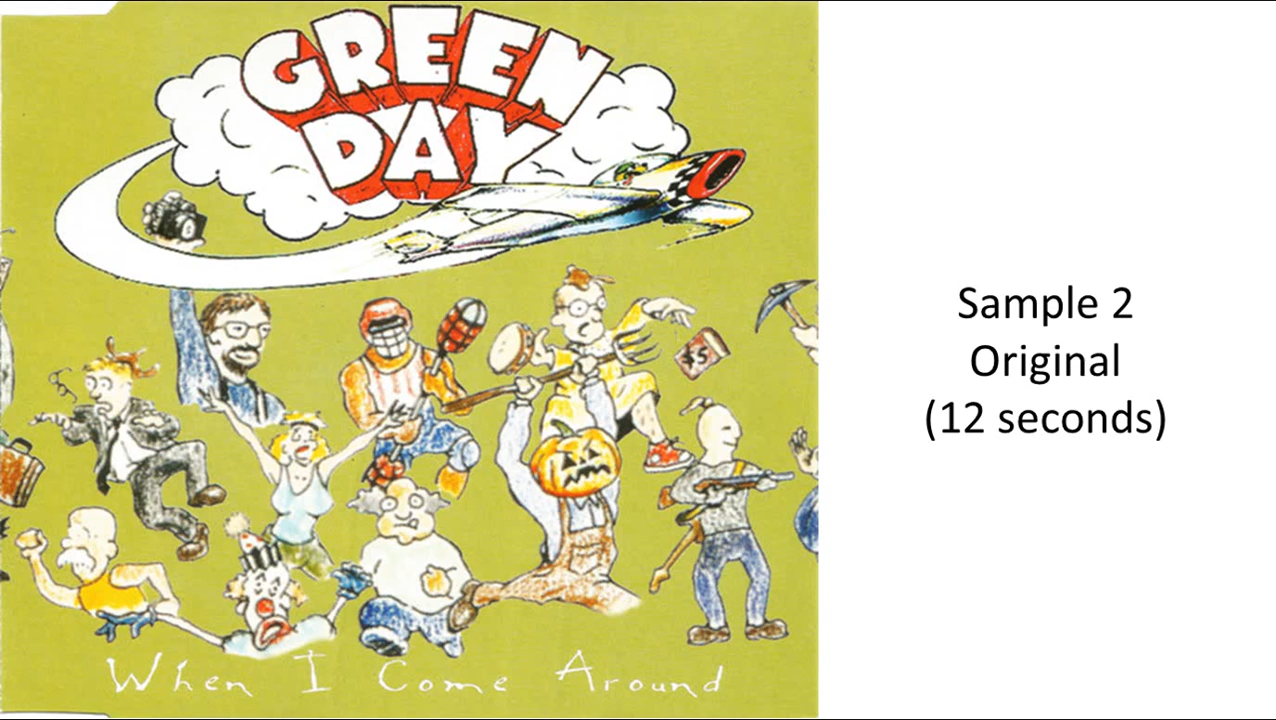 GREEN
DAY
$5
When I Come Around
Sample 2
Original
(12 seconds)